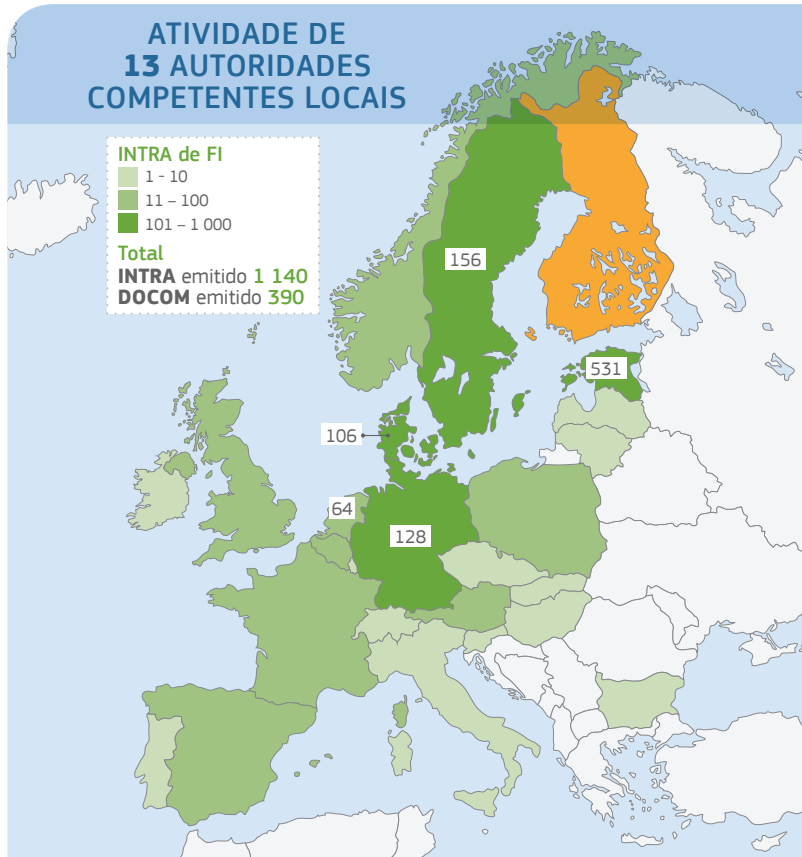 ATIVIDADE DE
13 AUTORIDADES
COMPETENTES LOCAIS
INTRA de FI
1 - 10
11 – 100
101 – 1 000
Total
INTRA emitido 1 140
DOCOM emitido 390
156
531
106
64
128